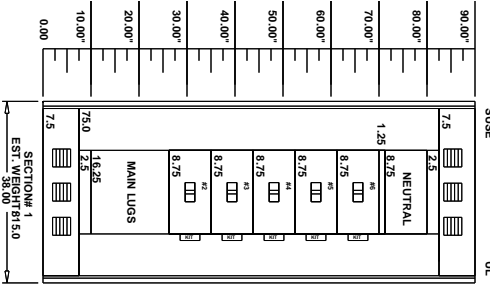 0.00
10.00"
20.00"
30.00"
40.00"
50.00"
60.00"
70.00"
80.00"
90.00"
SUSE
UL
7.5
7.5
75.0
2.5
16.25
MAIN LUGS
8.75
#2
8.75
#3
8.75
#4
8.75
#5
8.75
#6
1.25
8.75
NEUTRAL
2.5
KIT
KIT
KIT
KIT
KIT
SECTION# 1
EST. WEIGHT815.0
38.00